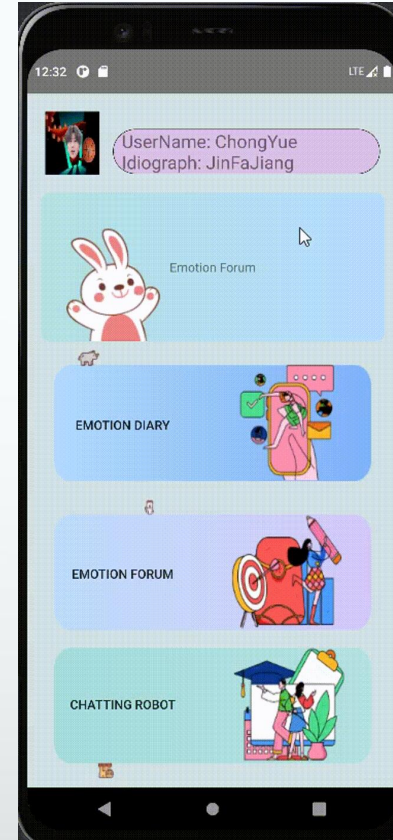 12:32
LTE
UserName: ChongYue
Idiograph: JinFaJiang
Emotion Forum
EMOTION DIARY
EMOTION FORUM
CHATTING ROBOT